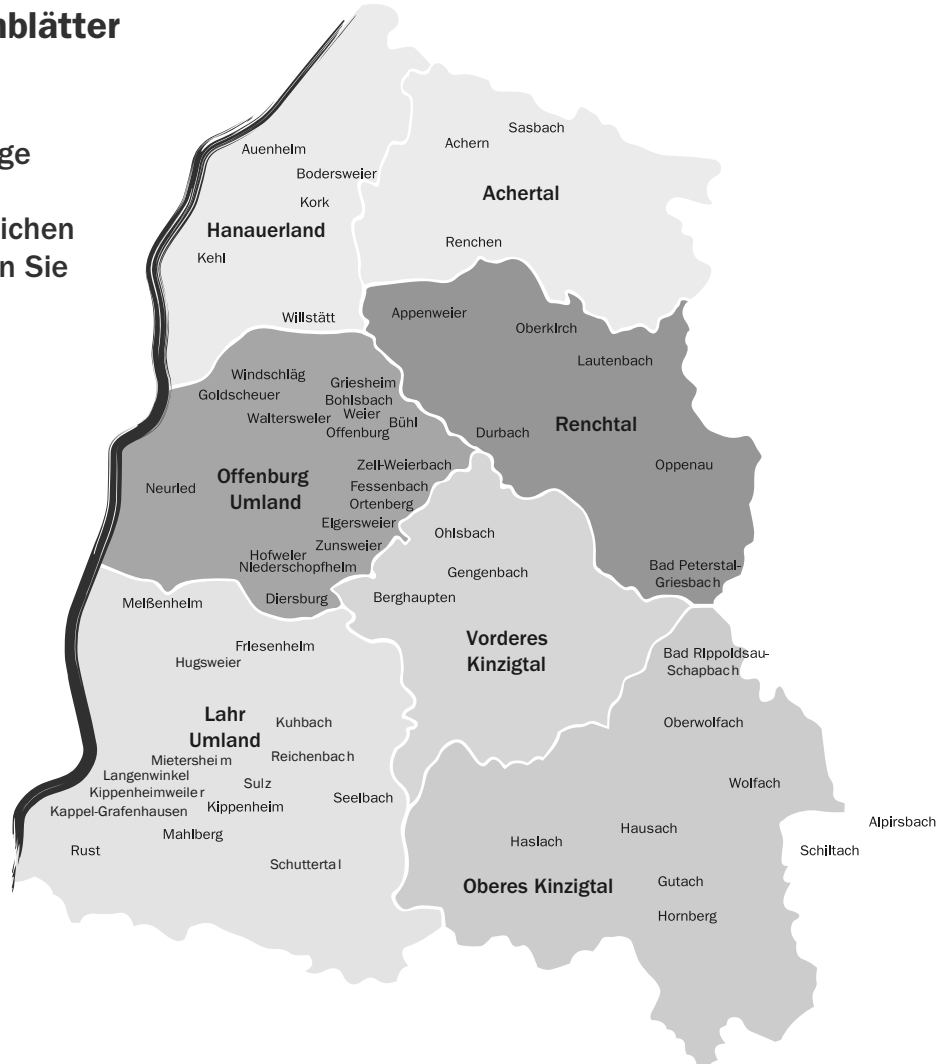 nblätter
ge
ichen
n Sie
Sasbach
Achern
Auenheim
Bodersweier
Achertal
Kork
Hanauerland
Renchen
Kehl
Willstätt
Appenweier
Oberkirch
Lautenbach
Windschläg
Griesheim
Goldscheuer
Bohlsbach
Weier
Waltersweier
Bühl
Offenburg
Durbach
Renchtal
Zell-Weierbach
Oppenau
Offenburg
Umland
Neuried
Fessenbach
Ortenberg
Elgersweier
Ohlsbach
Zunsweier
Hofweier
Niederschopfheim
Gengenbach
Bad Peterstal-
Griesbach
Diersburg
Berghaupten
Meißenheim
Vorderes
Kinzigtal
Friesenheim
Hugsweier
Bad Rippoldsau-
Schapbach
Lahr
Umland
Kuhbach
Oberwolfach
Mietersheim
Reichenbach
Langenwinkel
Sulz
Wolfach
Kippenheimweiler
Seelbach
Kappel-Grafenhausen
Kippenheim
Alpirsbach
Mahlberg
Hausach
Haslach
Rust
Schiltach
Schuttertal
Oberes Kinzigtal
Gutach
Hornberg